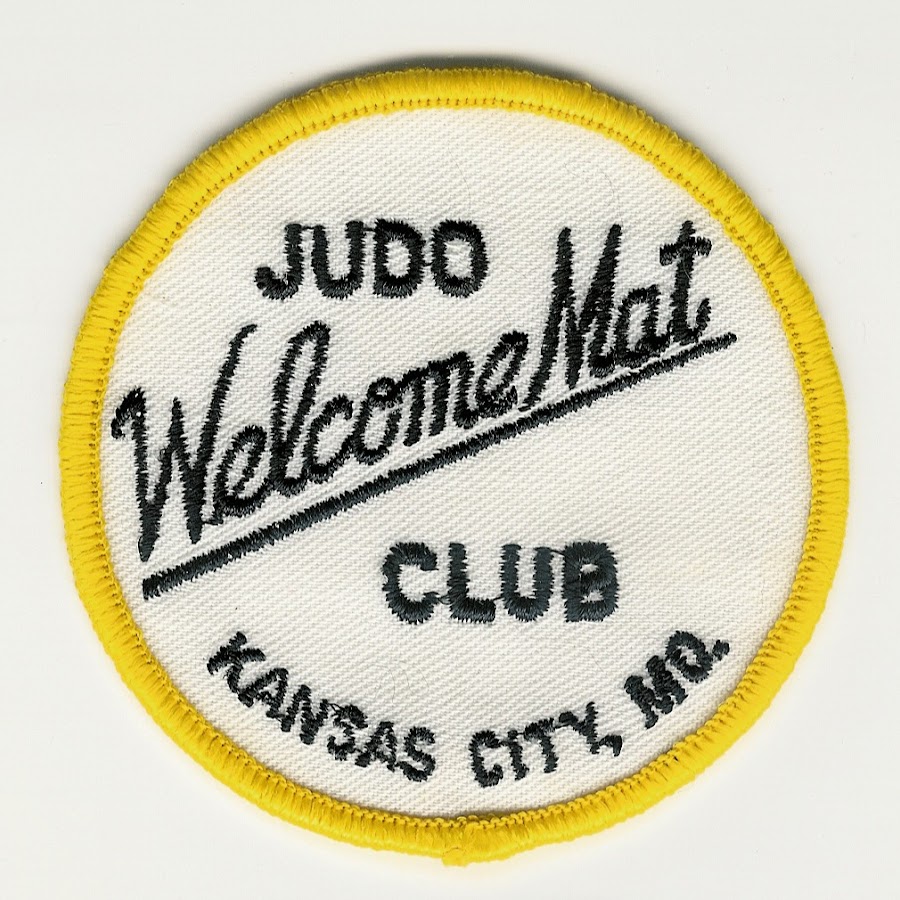 JUDO
Welcome Mat
CLUB
KANSAS CITY, MO.